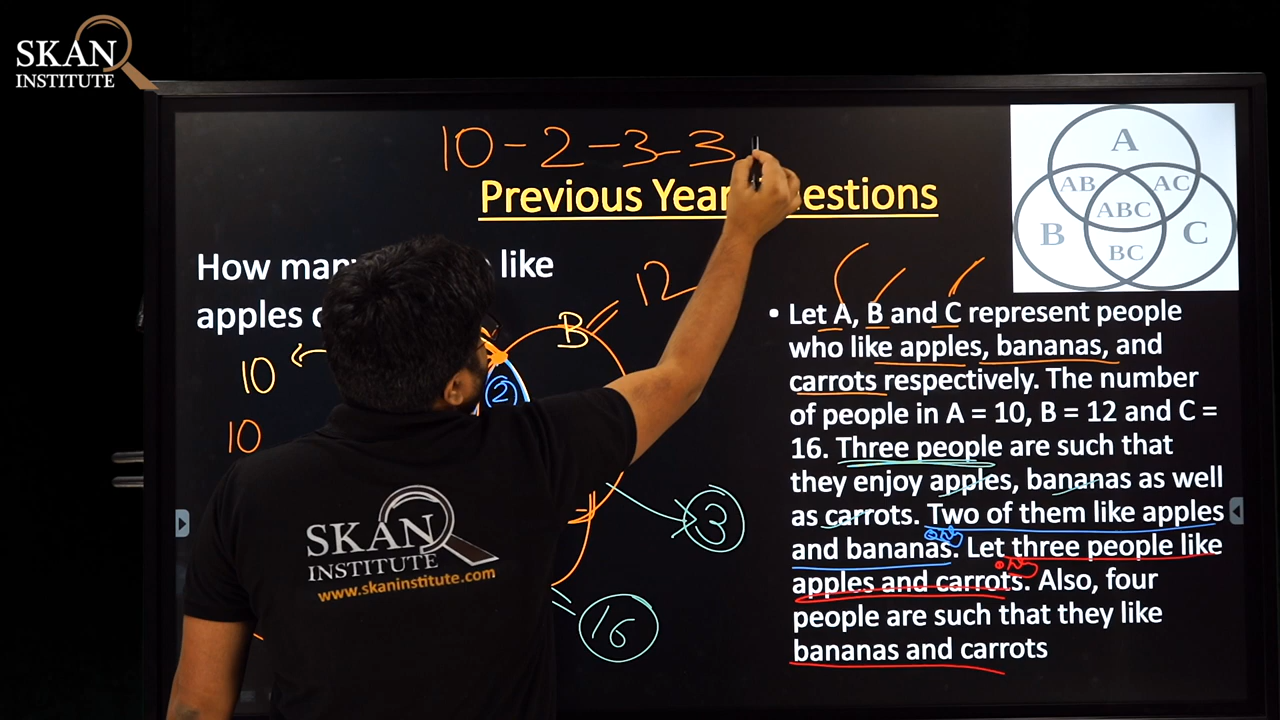 SKAN
INSTITUTE
10-2-3-3
Previous Year
How many like
apples
B
12
10
2
10
3
16
A
AB
AC
ABC
B
C
BC
• Let A, B and C represent people
who like apples, bananas, and
carrots respectively. The number
of people in A = 10, B = 12 and C =
16. Three people are such that
they enjoy apples, bananas as well
as carrots. Two of them like apples
and bananas. Let three people like
apples and carrots. Also, four
people are such that they like
bananas and carrots
SKAN
INSTITUTE
www.skaninstitute.com